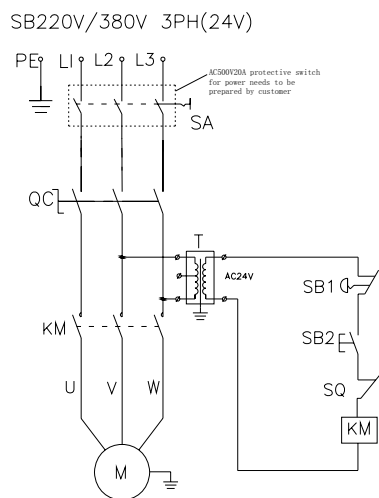 SB220V/380V 3PH(24V)
PE L1 L2 L3
AC500V20A protective switch
for power needs to be
prepared by customer
SA
QC
T
AC24V
SB1
KM
SB2
U V W
SQ
KM
M